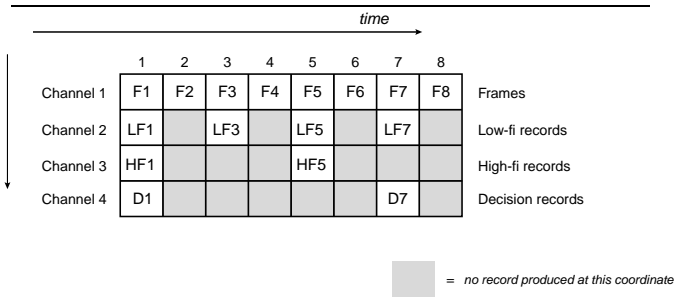 time
1 2 3 4 5 6 7 8
Channel 1 F1 F2 F3 F4 F5 F6 F7 F8 Frames
Channel 2 LF1 LF3 LF5 LF7 Low-fi records
Channel 3 HF1 HF5 High-fi records
Channel 4 D1 D7 Decision records
= no record produced at this coordinate